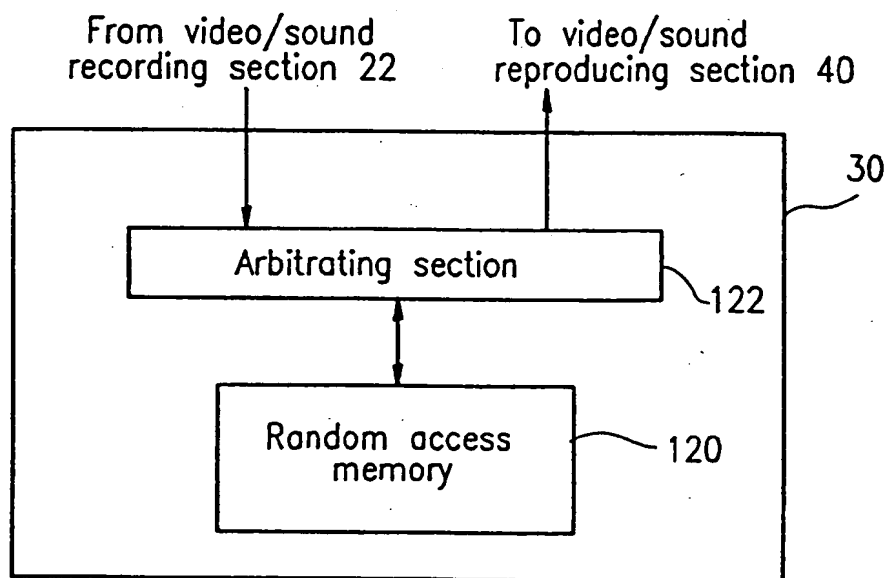 From video/sound
recording section 22
To video/sound
reproducing section 40
30
Arbitrating section
122
Random access
memory
120